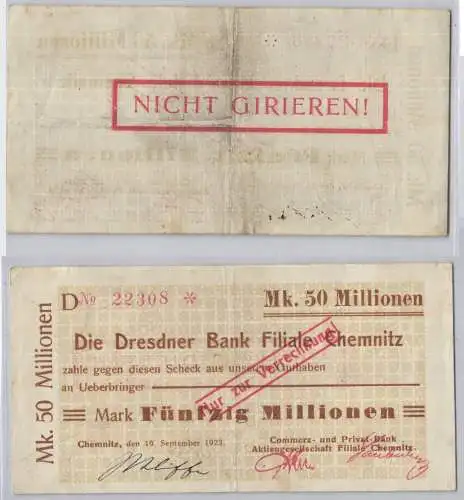 NICHT GIRIEREN!
Mk. 50 Millionen
D No 22308 *
Mk. 50 Millionen
Die Dresdner Bank Filiale Chemnitz
zahle gegen diesen Scheck aus unserm Guthaben
an Ueberbringer
Nur zur Verrechnung!
Mark Fünfzig Millionen
Chemnitz, den 10. September 1923.
Commerz- und Privat-Bank
Aktiengesellschaft Filiale Chemnitz.